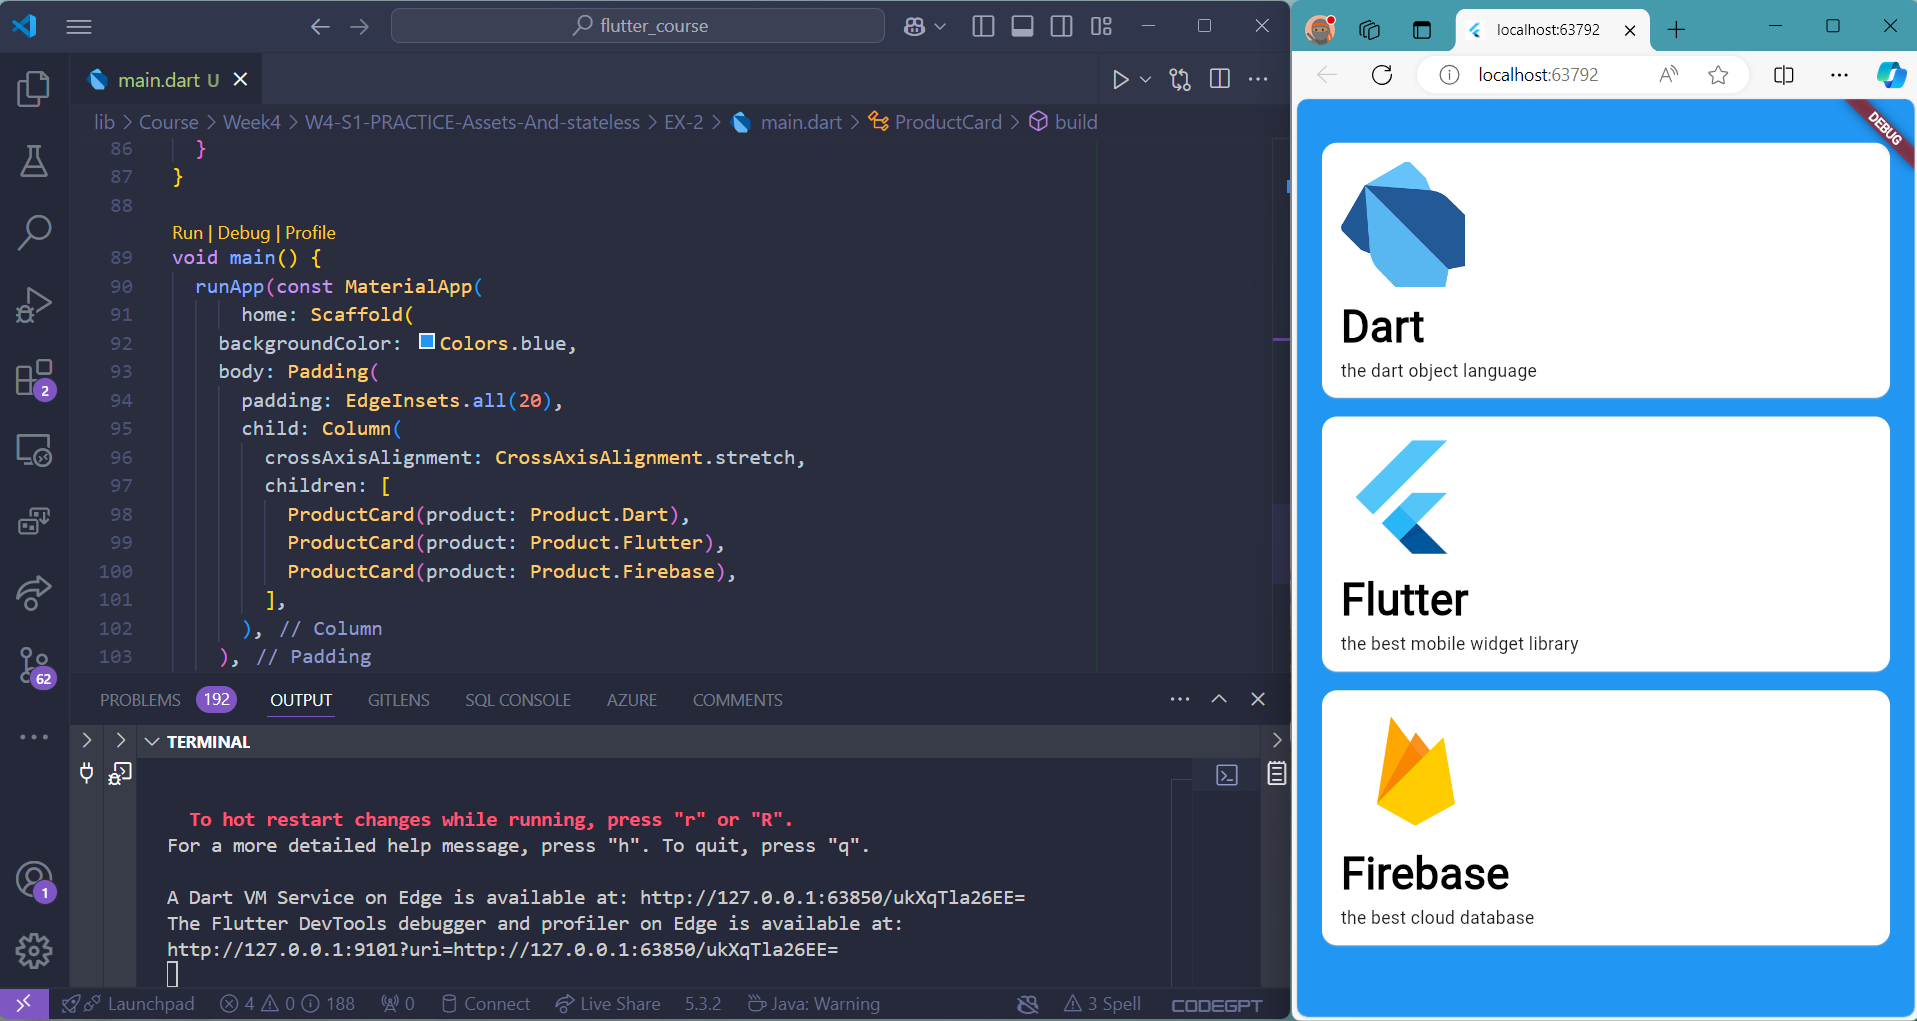 flutter_course
main.dart U
lib > Course > Week4 > W4-S1-PRACTICE-Assets-And-stateless > EX-2 > main.dart > ProductCard > build
86 }
87 }
88
Run | Debug | Profile
89 void main() {
90 runApp(const MaterialApp(
91 home: Scaffold(
92 backgroundColor: Colors.blue,
93 body: Padding(
94 padding: EdgeInsets.all(20),
95 child: Column(
96 crossAxisAlignment: CrossAxisAlignment.stretch,
97 children: [
98 ProductCard(product: Product.Dart),
99 ProductCard(product: Product.Flutter),
100 ProductCard(product: Product.Firebase),
101 ],
102 ), // Column
103 ), // Padding
2
62
1
PROBLEMS 192 OUTPUT GITLENS SQL CONSOLE AZURE COMMENTS
TERMINAL
To hot restart changes while running, press "r" or "R".
For a more detailed help message, press "h". To quit, press "q".
A Dart VM Service on Edge is available at: http://127.0.0.1:63850/ukXqTla26EE=
The Flutter DevTools debugger and profiler on Edge is available at:
http://127.0.0.1:9101?uri=http://127.0.0.1:63850/ukXqTla26EE=
Launchpad 4 0 188 0 Connect Live Share 5.3.2 Java: Warning 3 Spell CODEGPT
localhost:63792
localhost:63792
DEBUG
Dart
the dart object language
Flutter
the best mobile widget library
Firebase
the best cloud database